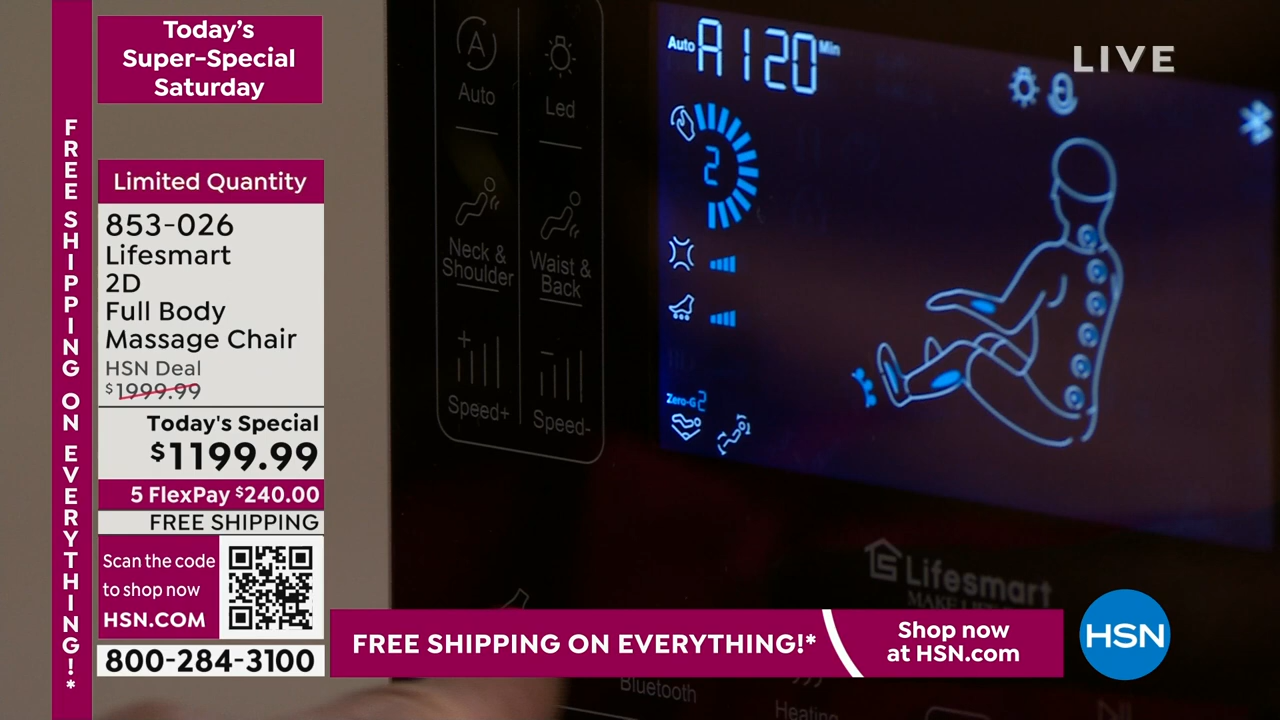 Today's
Super-Special
Saturday
FREE SHIPPING ON EVERYTHING!*
Limited Quantity
853-026
Lifesmart
2D
Full Body
Massage Chair
HSN Deal
$1999.99
Today's Special
$1199.99
5 FlexPay $240.00
FREE SHIPPING
Scan the code
to shop now
HSN.COM
800-284-3100
A
Auto
Led
Neck &
Shoulder
Waist &
Back
Speed+
Speed-
Auto A 120 Min
2
Zero-G 2
LIVE
Lifesmart
Bluetooth
Heating
FREE SHIPPING ON EVERYTHING!*
Shop now
at HSN.com
HSN